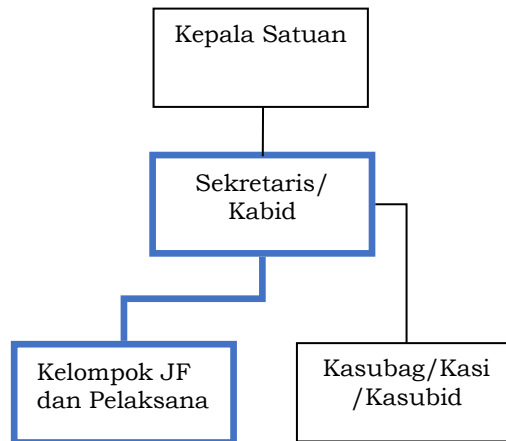 Kepala Satuan
Sekretaris/
Kabid
Kelompok JF
dan Pelaksana
Kasubag/Kasi
/Kasubid